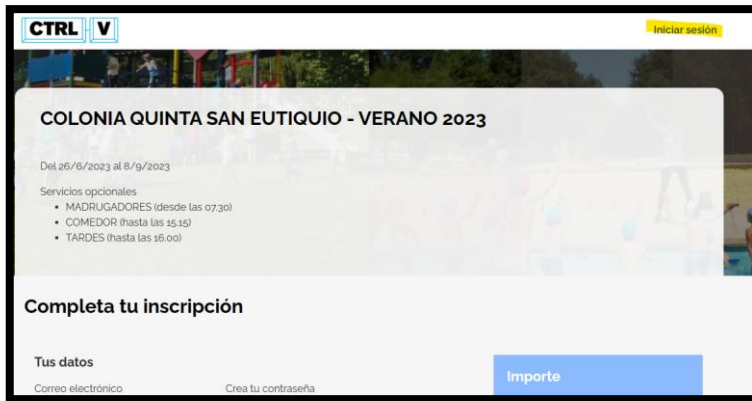 CTRL V
Iniciar sesión
COLONIA QUINTA SAN EUTIQUIO - VERANO 2023
Del 26/6/2023 al 8/9/2023
Servicios opcionales
• MADRUGADORES (desde las 07.30)
• COMEDOR (hasta las 15.15)
• TARDES (hasta las 16.00)
Completa tu inscripción
Tus datos
Importe
Correo electrónico
Crea tu contraseña